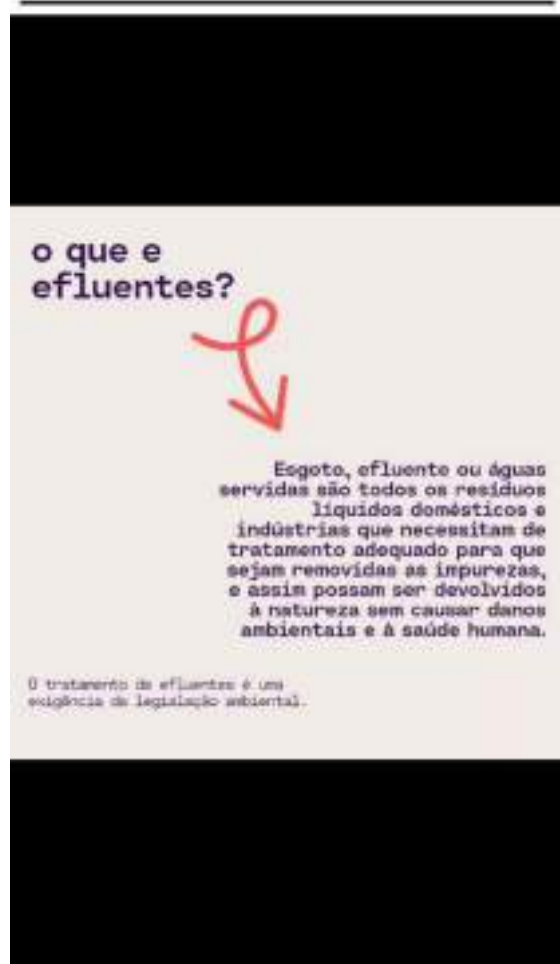 o que e
efluentes?
Esgoto, efluente ou águas
servidas são todos os resíduos
líquidos domésticos e
indústrias que necessitam de
tratamento adequado para que
sejam removidas as impurezas,
e assim possam ser devolvidos
à natureza sem causar danos
ambientais e à saúde humana.
O tratamento de efluentes é uma
exigência da legislação ambiental.